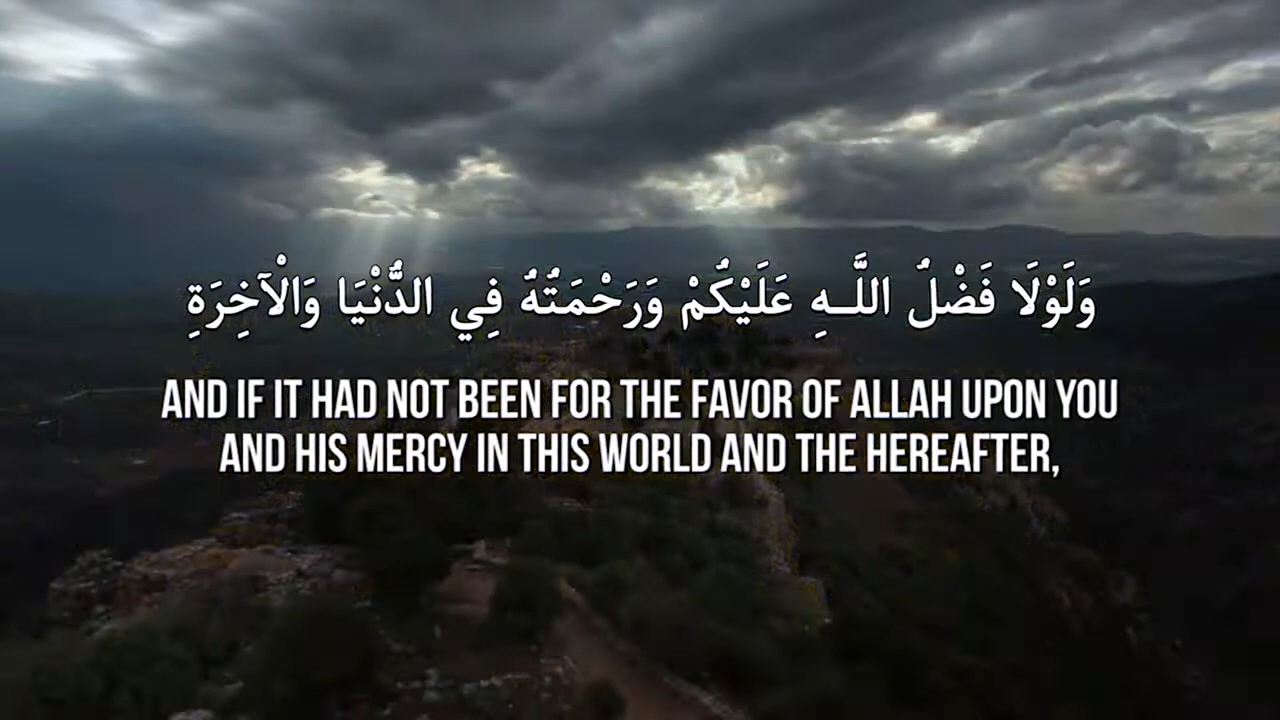 وَلَوْلَا فَضْلُ اللَّـهِ عَلَيْكُمْ وَرَحْمَتُهُ فِي الدُّنْيَا وَالْآخِرَةِ
AND IF IT HAD NOT BEEN FOR THE FAVOR OF ALLAH UPON YOU
AND HIS MERCY IN THIS WORLD AND THE HEREAFTER,